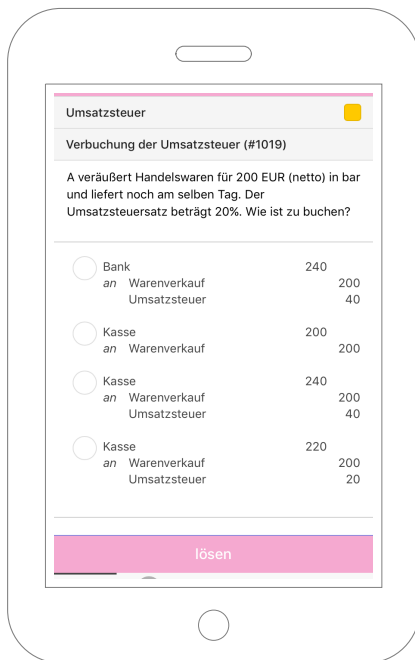 Umsatzsteuer
Verbuchung der Umsatzsteuer (#1019)
A veräußert Handelswaren für 200 EUR (netto) in bar
und liefert noch am selben Tag. Der
Umsatzsteuersatz beträgt 20%. Wie ist zu buchen?
Bank 240
an Warenverkauf 200
Umsatzsteuer 40
Kasse 200
an Warenverkauf 200
Kasse 240
an Warenverkauf 200
Umsatzsteuer 40
Kasse 220
an Warenverkauf 200
Umsatzsteuer 20
lösen